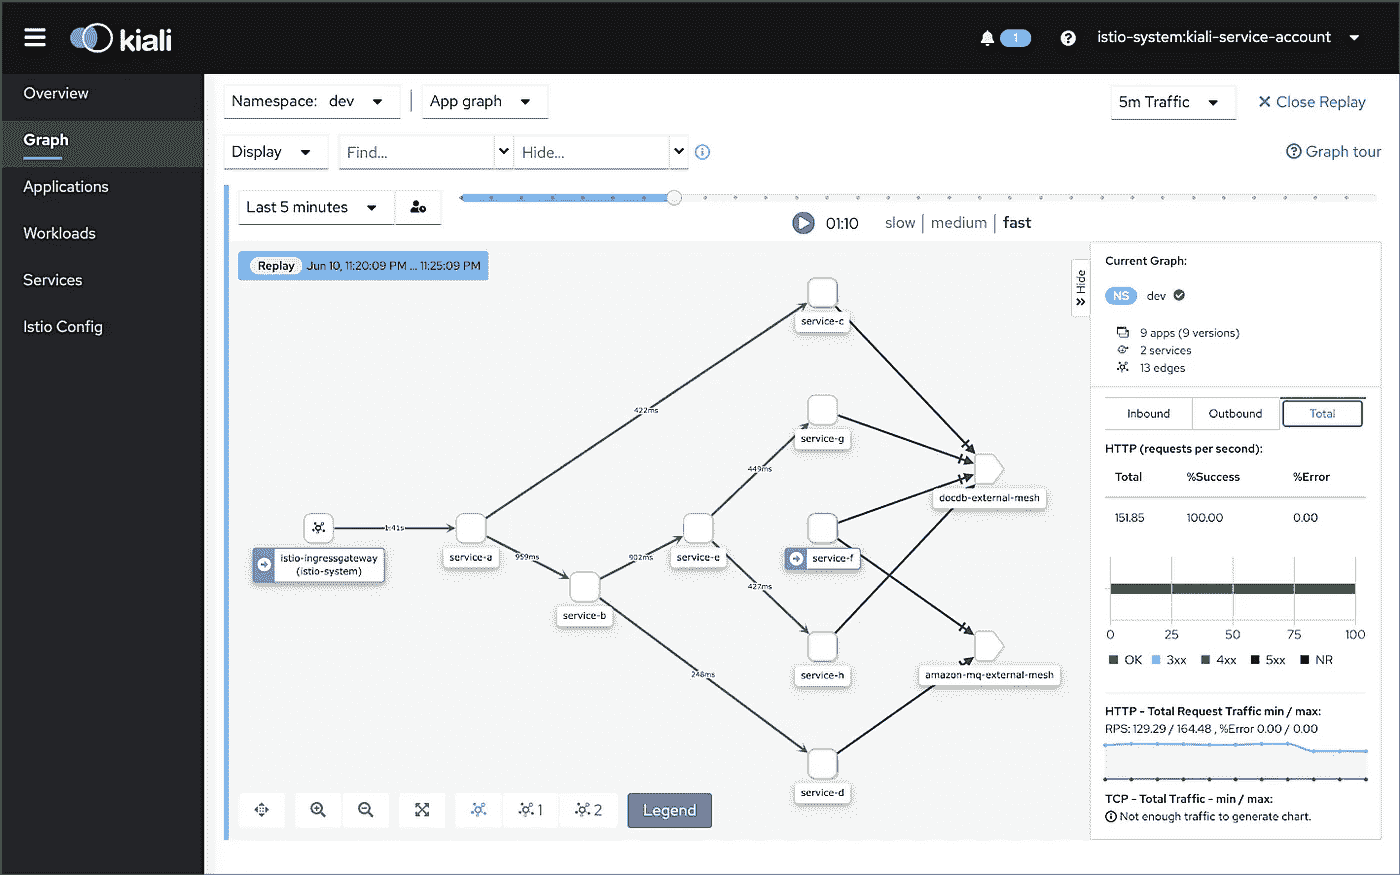 kiali
1
istio-system:kiali-service-account
Overview
Graph
Applications
Workloads
Services
Istio Config
Namespace: dev
App graph
5m Traffic
Close Replay
Display
Find...
Hide...
Graph tour
Last 5 minutes
01:10
slow | medium | fast
Replay Jun 10, 11:20:09 PM ... 11:25:09 PM
Hide
service-c
422ms
service-g
449ms
docdb-external-mesh
1.41s
istio-ingressgateway
(istio-system)
service-a
959ms
902ms
service-e
service-f
427ms
service-b
service-h
248ms
amazon-mq-external-mesh
service-d
1
2
Legend
Current Graph:
NS dev
9 apps (9 versions)
2 services
13 edges
Inbound
Outbound
Total
HTTP (requests per second):
Total %Success %Error
151.85 100.00 0.00
0 25 50 75 100
OK 3xx 4xx 5xx NR
HTTP - Total Request Traffic min / max:
RPS: 129.29 / 164.48 , %Error 0.00 / 0.00
TCP - Total Traffic - min / max:
Not enough traffic to generate chart.